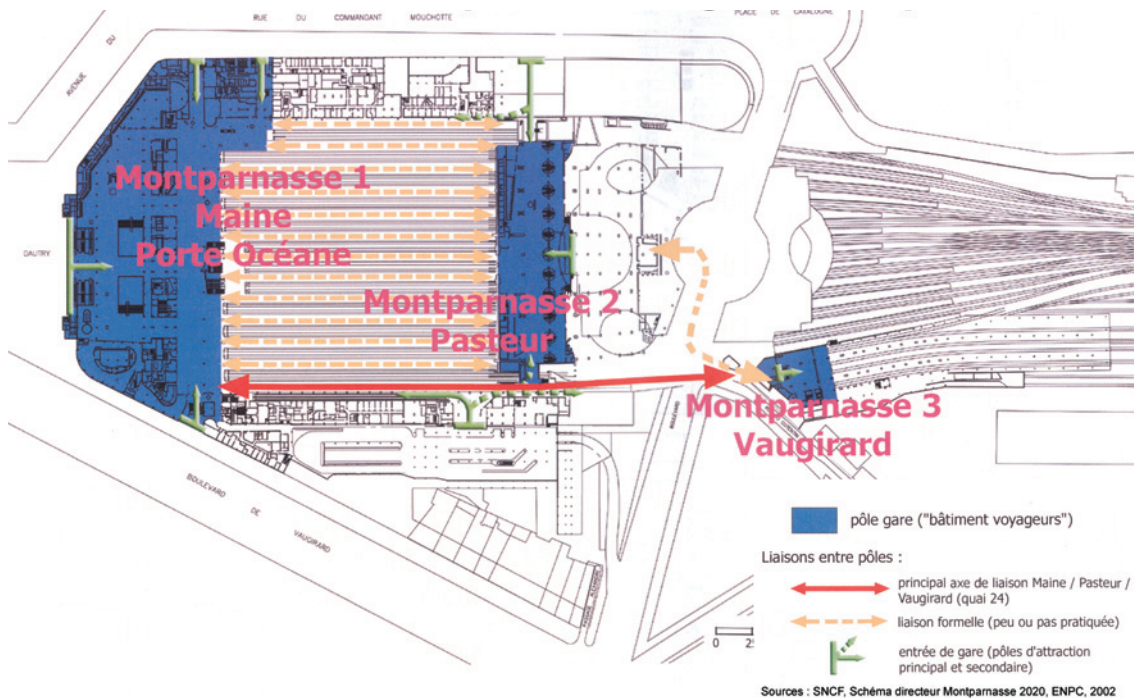 RUE DU COMMANDANT MOUCHOTTE
PLACE DE CATALOGNE
AVENUE DU
Montparnasse 1
Maine
Porte Océane
DAUTRY
Montparnasse 2
Pasteur
Montparnasse 3
Vaugirard
BOULEVARD
DE
VAUGIRARD
PASSAGE
pôle gare ("bâtiment voyageurs")
Liaisons entre pôles :
principal axe de liaison Maine / Pasteur /
Vaugirard (quai 24)
liaison formelle (peu ou pas pratiquée)
entrée de gare (pôles d'attraction
principal et secondaire)
0
Sources : SNCF, Schéma directeur Montparnasse 2020, ENPC, 2002